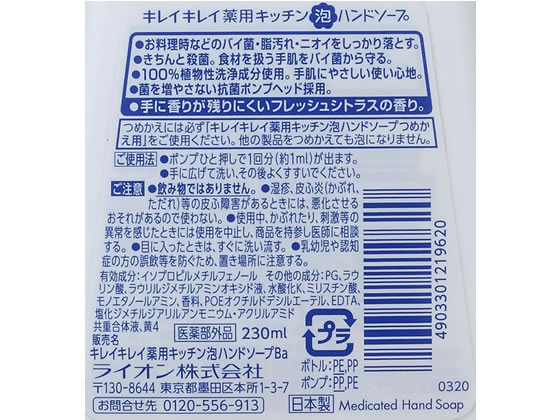 キレイキレイ薬用キッチン泡ハンドソープ
●お料理時などのバイ菌・脂汚れ・ニオイをしっかり落とす。
●きちんと殺菌。食材を扱う手肌をバイ菌から守る。
●100%植物性洗浄成分使用。手肌にやさしい使い心地。
●菌を増やさない抗菌ポンプヘッド採用。
●手に香りが残りにくいフレッシュシトラスの香り。
つめかえには必ず「キレイキレイ薬用キッチン泡ハンドソープつめか
え用」をご使用ください。他の製品をつめかえても泡になりません。
ご使用法 ●ポンプひと押しで1回分(約1ml)が出ます。
●手に広げて洗い、その後よくすすいでください。
ご注意 ●飲み物ではありません。●湿疹、皮ふ炎(かぶれ、
ただれ)等の皮ふ障害があるときには、悪化させる
おそれがあるので使わない。●使用中、かぶれたり、刺激等の
異常を感じたときには使用を中止し、商品を持参し医師に相談
する。●目に入ったときは、すぐに洗い流す。●乳幼児や認知
症の方の誤飲等を防ぐため、置き場所に注意する。
有効成分:イソプロピルメチルフェノール その他の成分:PG、ラウ
リン酸、ラウリルジメチルアミンオキシド液、水酸化K、ミリスチン酸、
モノエタノールアミン、香料、POEオクチルドデシルエーテル、EDTA、
塩化ジメチルジアリルアンモニウム・アクリルアミド
共重合体液、黄4
医薬部外品 230ml
販売名
キレイキレイ薬用キッチン泡ハンドソープBa
ライオン株式会社
〒130-8644 東京都墨田区本所1-3-7
お問合せ先 0120-556-913
4903301219620
プラ
ボトル:PE,PP
ポンプ:PP,PE
0320
日本製 Medicated Hand Soap